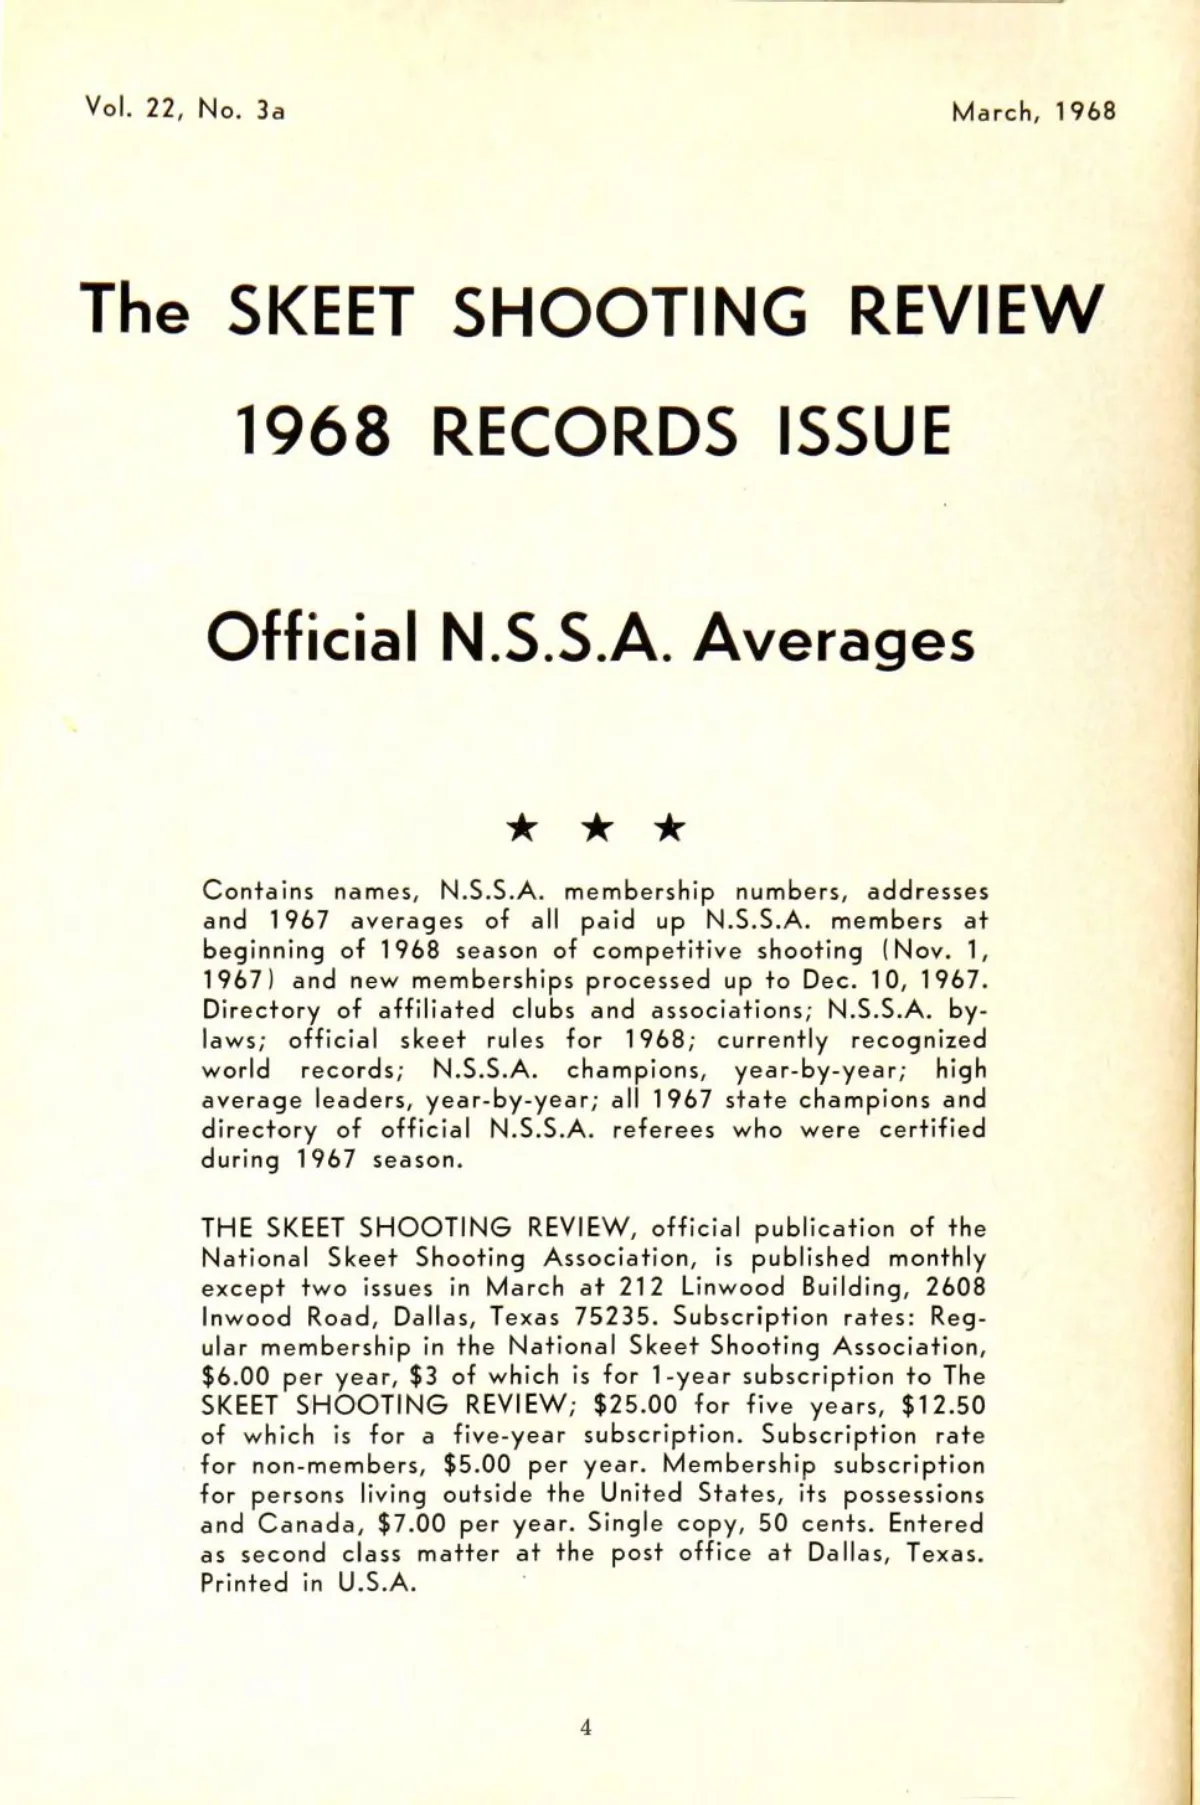 Vol. 22, No. 3a
March, 1968
The SKEET SHOOTING REVIEW
1968 RECORDS ISSUE
Official N.S.S.A. Averages
★ ★ ★
Contains names, N.S.S.A. membership numbers, addresses
and 1967 averages of all paid up N.S.S.A. members at
beginning of 1968 season of competitive shooting (Nov. 1,
1967) and new memberships processed up to Dec. 10, 1967.
Directory of affiliated clubs and associations; N.S.S.A. by-
laws; official skeet rules for 1968; currently recognized
world records; N.S.S.A. champions, year-by-year; high
average leaders, year-by-year; all 1967 state champions and
directory of official N.S.S.A. referees who were certified
during 1967 season.
THE SKEET SHOOTING REVIEW, official publication of the
National Skeet Shooting Association, is published monthly
except two issues in March at 212 Linwood Building, 2608
Inwood Road, Dallas, Texas 75235. Subscription rates: Reg-
ular membership in the National Skeet Shooting Association,
$6.00 per year, $3 of which is for 1-year subscription to The
SKEET SHOOTING REVIEW; $25.00 for five years, $12.50
of which is for a five-year subscription. Subscription rate
for non-members, $5.00 per year. Membership subscription
for persons living outside the United States, its possessions
and Canada, $7.00 per year. Single copy, 50 cents. Entered
as second class matter at the post office at Dallas, Texas.
Printed in U.S.A.
4